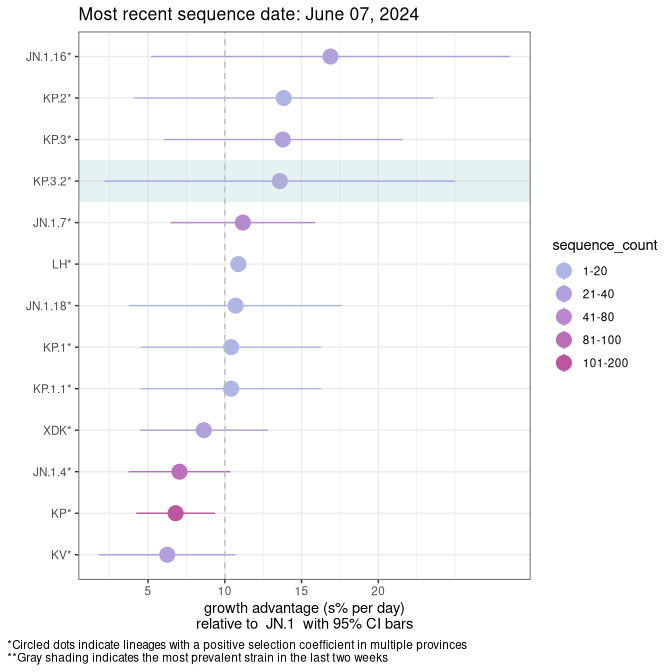 Most recent sequence date: June 07, 2024
JN.1.16*
KP.2*
KP.3*
KP.3.2*
JN.1.7*
LH*
JN.1.18*
KP.1*
KP.1.1*
XDK*
JN.1.4*
KP*
KV*
5 10 15 20
growth advantage (s% per day)
relative to JN.1 with 95% CI bars
sequence_count
1-20
21-40
41-80
81-100
101-200
*Circled dots indicate lineages with a positive selection coefficient in multiple provinces
**Gray shading indicates the most prevalent strain in the last two weeks